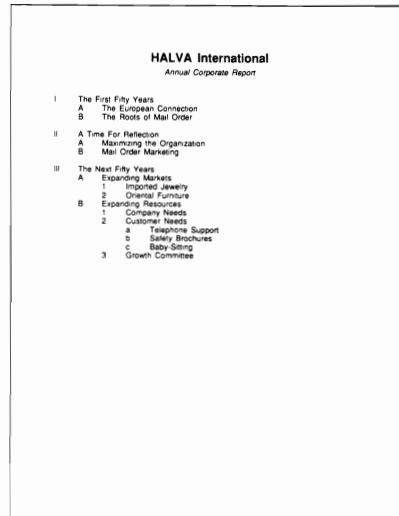 HALVA International
Annual Corporate Report
I The First Fifty Years
A The European Connection
B The Roots of Mail Order
II A Time For Reflection
A Maximizing the Organization
B Mail Order Marketing
III The Next Fifty Years
A Expanding Markets
1 Imported Jewelry
2 Oriental Furniture
B Expanding Resources
1 Company Needs
2 Customer Needs
a Telephone Support
b Safety Brochures
c Baby-Sitting
3 Growth Committee